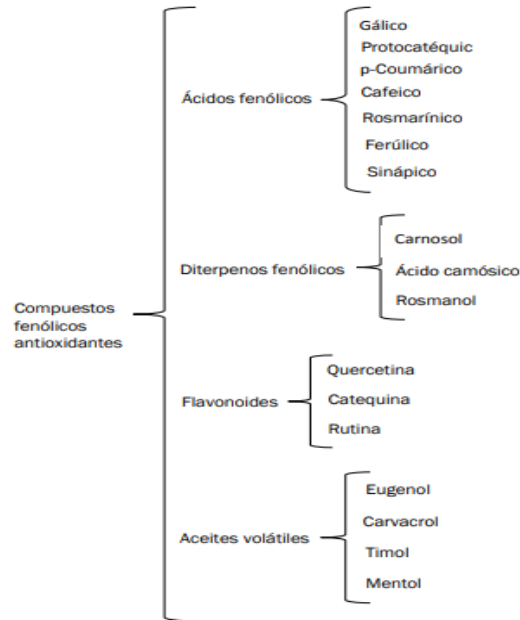 Compuestos
fenólicos
antioxidantes
Ácidos fenólicos
Gálico
Protocatéquic
p-Coumárico
Cafeico
Rosmarínico
Ferúlico
Sinápico
Diterpenos fenólicos
Carnosol
Ácido camósico
Rosmanol
Flavonoides
Quercetina
Catequina
Rutina
Aceites volátiles
Eugenol
Carvacrol
Timol
Mentol